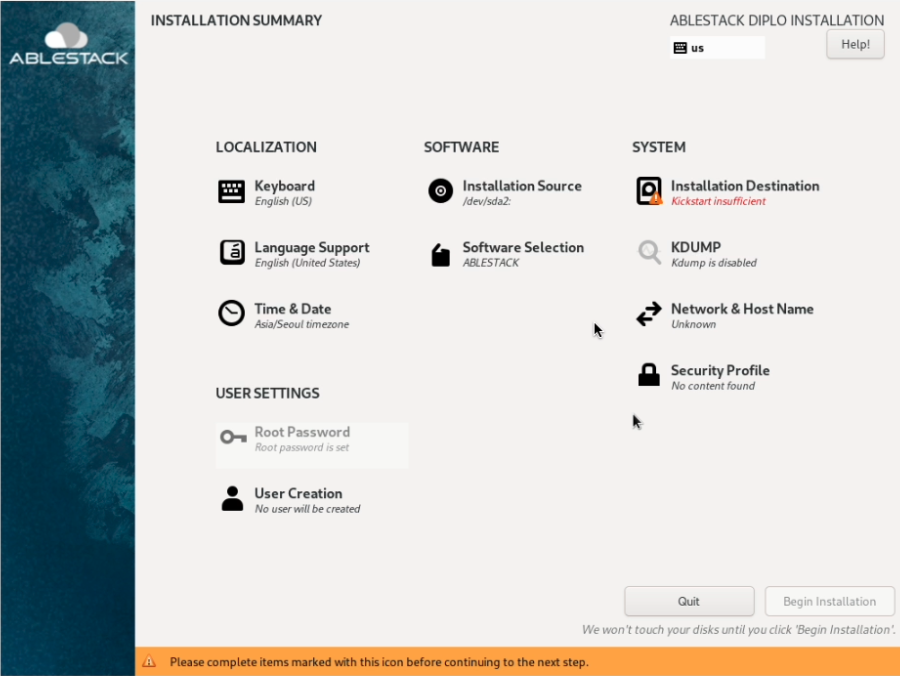 ABLESTACK
INSTALLATION SUMMARY
ABLESTACK DIPLO INSTALLATION
us
Help!
LOCALIZATION
Keyboard
English (US)
Language Support
English (United States)
Time & Date
Asia/Seoul timezone
SOFTWARE
Installation Source
/dev/sda2:
Software Selection
ABLESTACK
SYSTEM
Installation Destination
Kickstart insufficient
KDUMP
Kdump is disabled
Network & Host Name
Unknown
Security Profile
No content found
USER SETTINGS
Root Password
Root password is set
User Creation
No user will be created
Quit
Begin Installation
We won't touch your disks until you click 'Begin Installation'.
Please complete items marked with this icon before continuing to the next step.